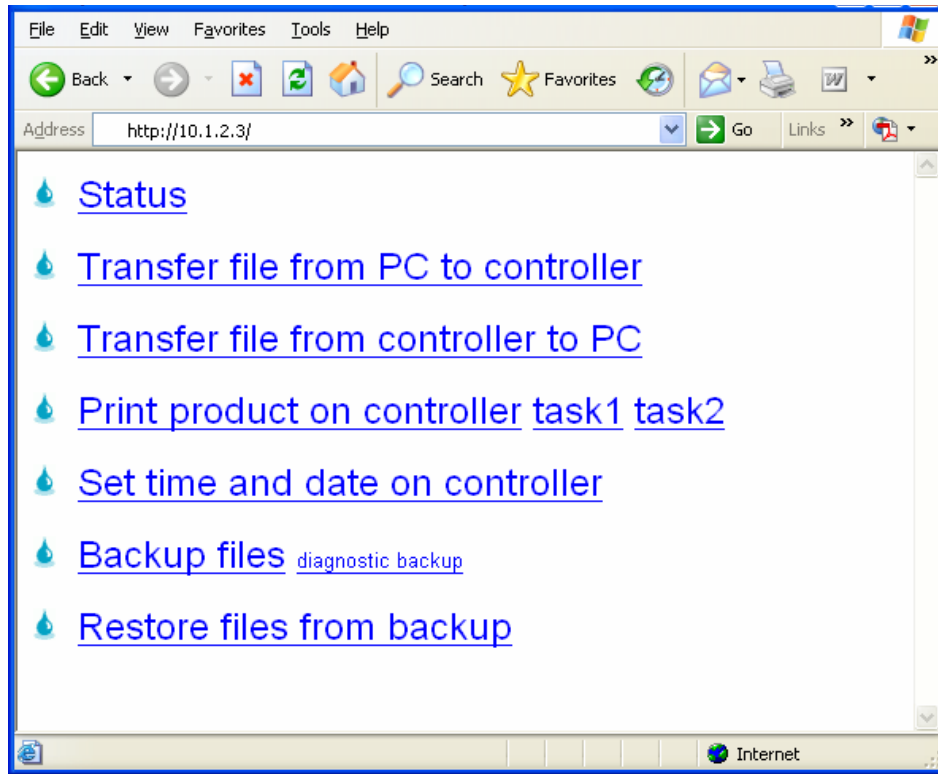 File Edit View Favorites Tools Help
Back Search Favorites
Address http://10.1.2.3/ Go Links
Status
Transfer file from PC to controller
Transfer file from controller to PC
Print product on controller task1 task2
Set time and date on controller
Backup files diagnostic backup
Restore files from backup
Internet